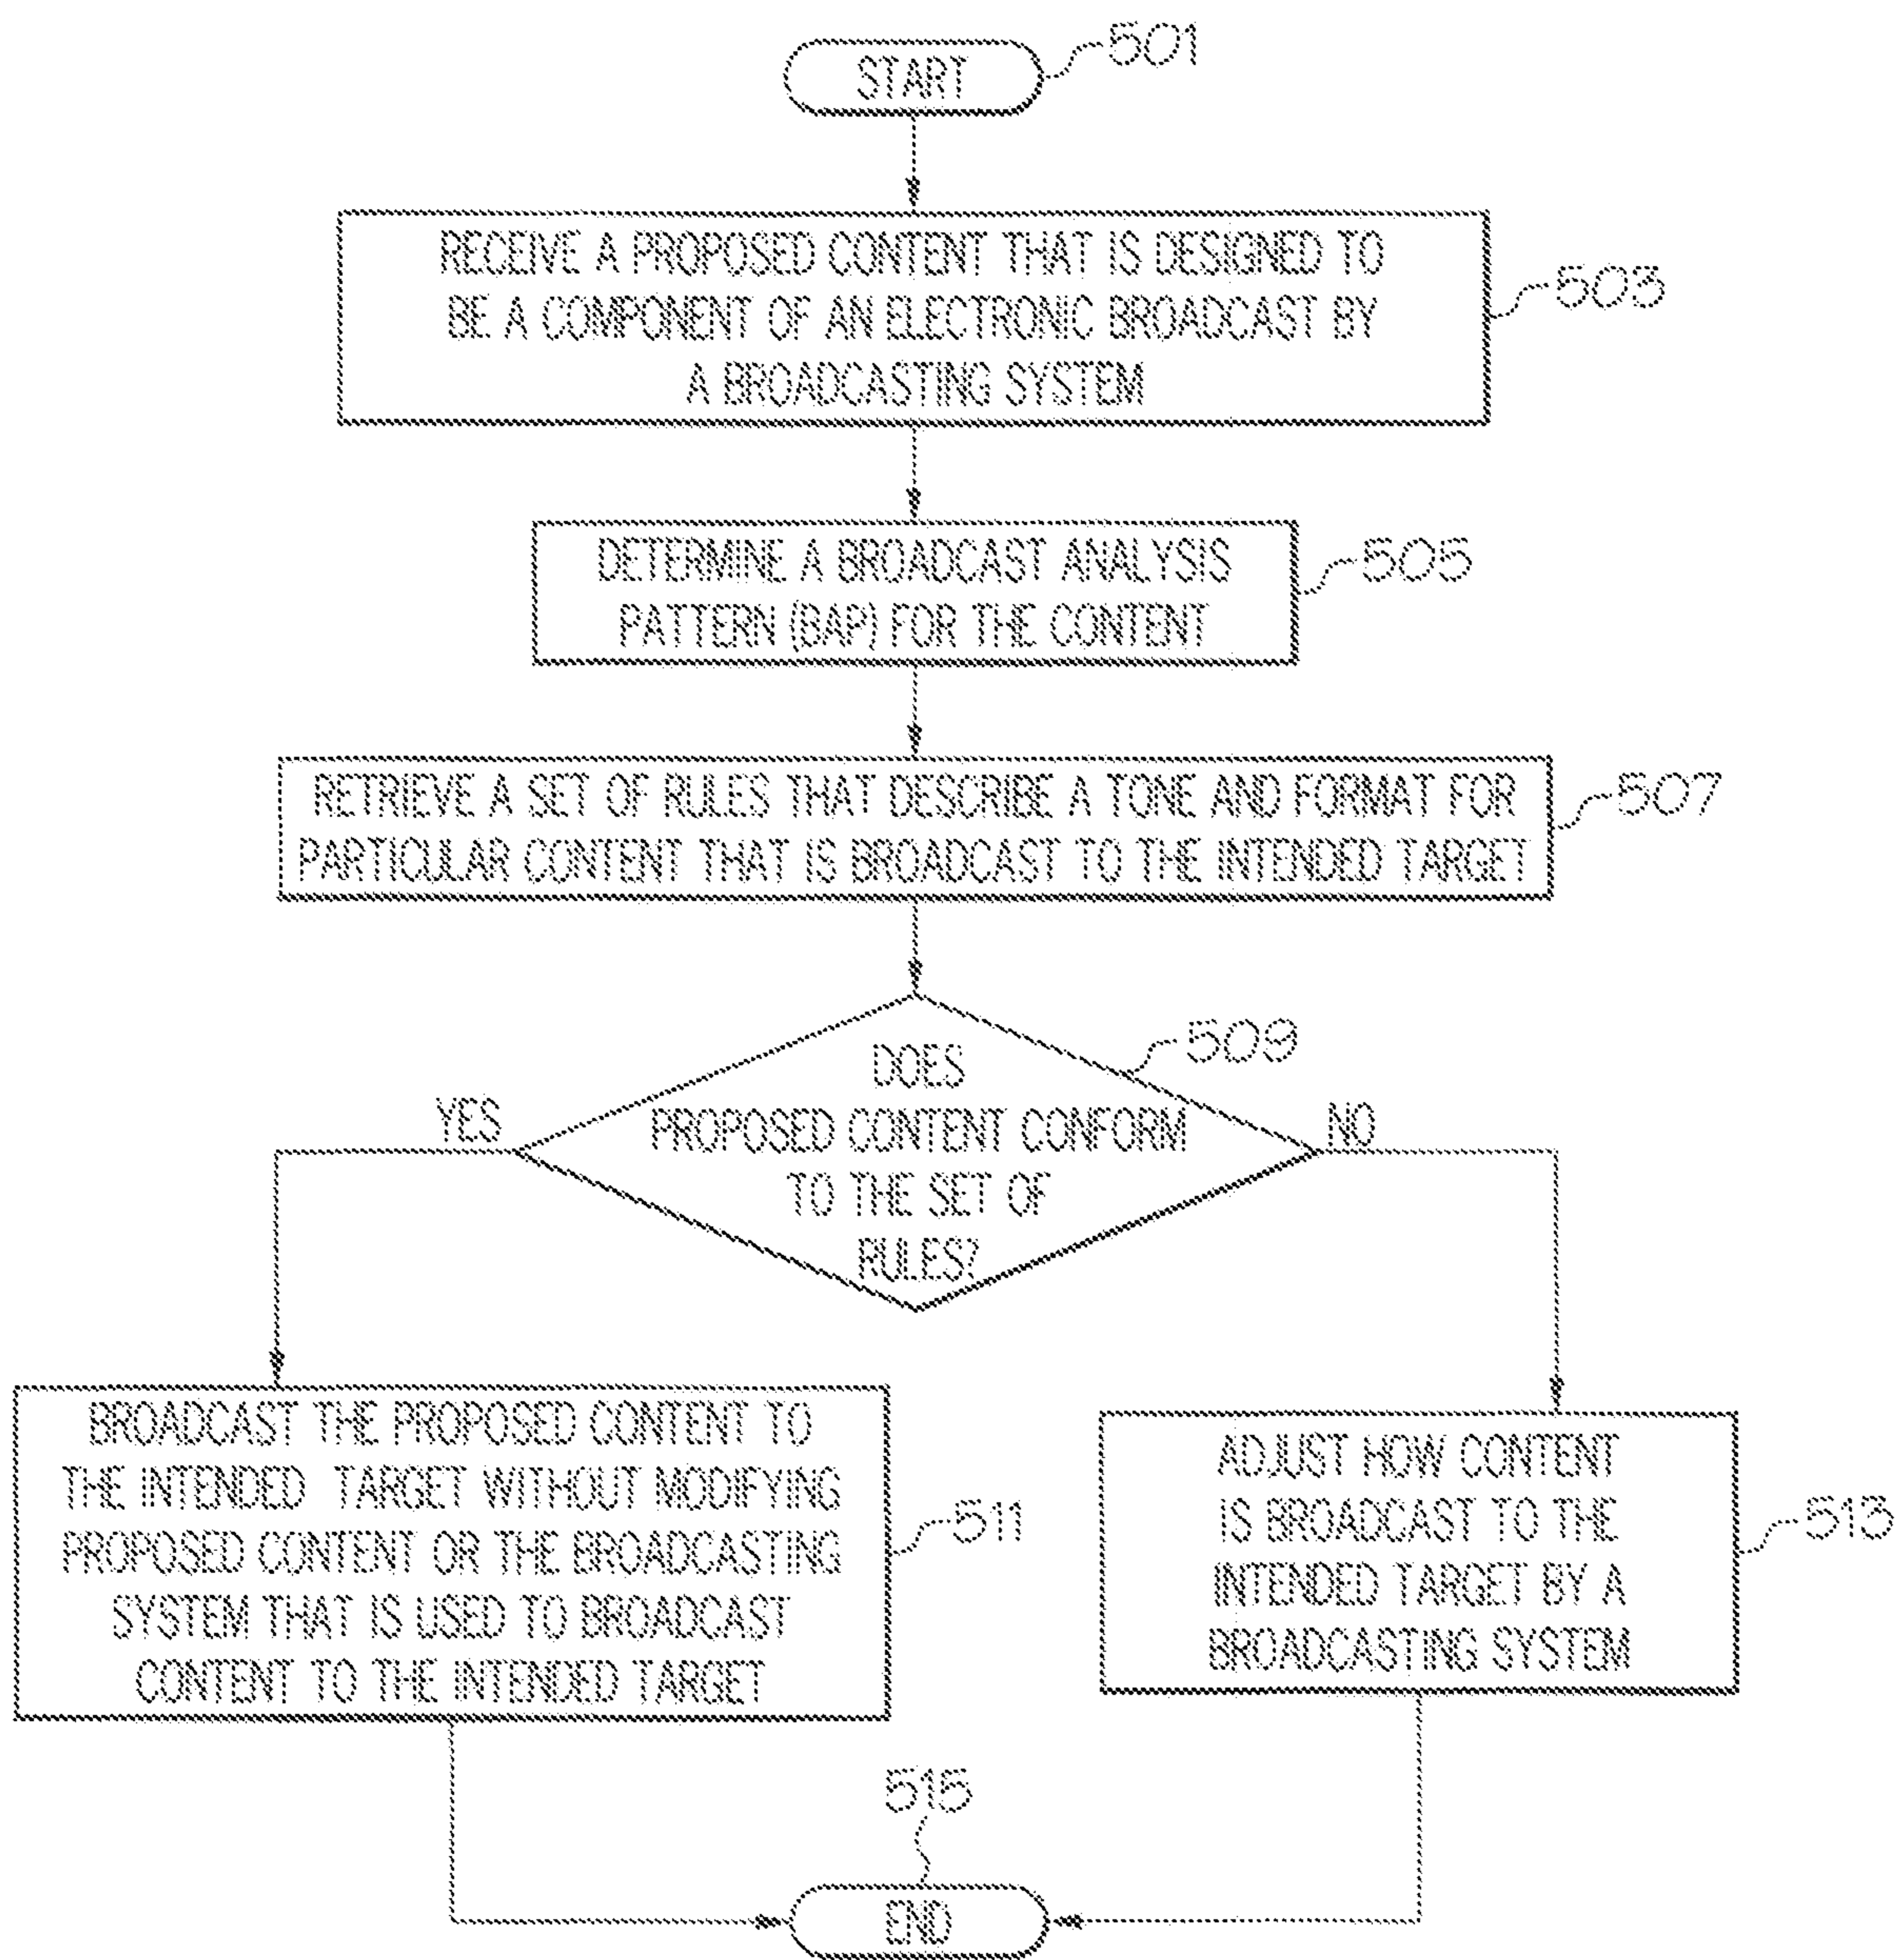 START
501
RECEIVE A PROPOSED CONTENT THAT IS DESIGNED TO
BE A COMPONENT OF AN ELECTRONIC BROADCAST BY
A BROADCASTING SYSTEM
503
DETERMINE A BROADCAST ANALYSIS
PATTERN (BAP) FOR THE CONTENT
505
RETRIEVE A SET OF RULES THAT DESCRIBE A TONE AND FORMAT FOR
PARTICULAR CONTENT THAT IS BROADCAST TO THE INTENDED TARGET
507
DOES
PROPOSED CONTENT CONFORM
TO THE SET OF
RULES?
509
YES
NO
BROADCAST THE PROPOSED CONTENT TO
THE INTENDED TARGET WITHOUT MODIFYING
PROPOSED CONTENT OR THE BROADCASTING
SYSTEM THAT IS USED TO BROADCAST
CONTENT TO THE INTENDED TARGET
511
ADJUST HOW CONTENT
IS BROADCAST TO THE
INTENDED TARGET BY A
BROADCASTING SYSTEM
513
515
END